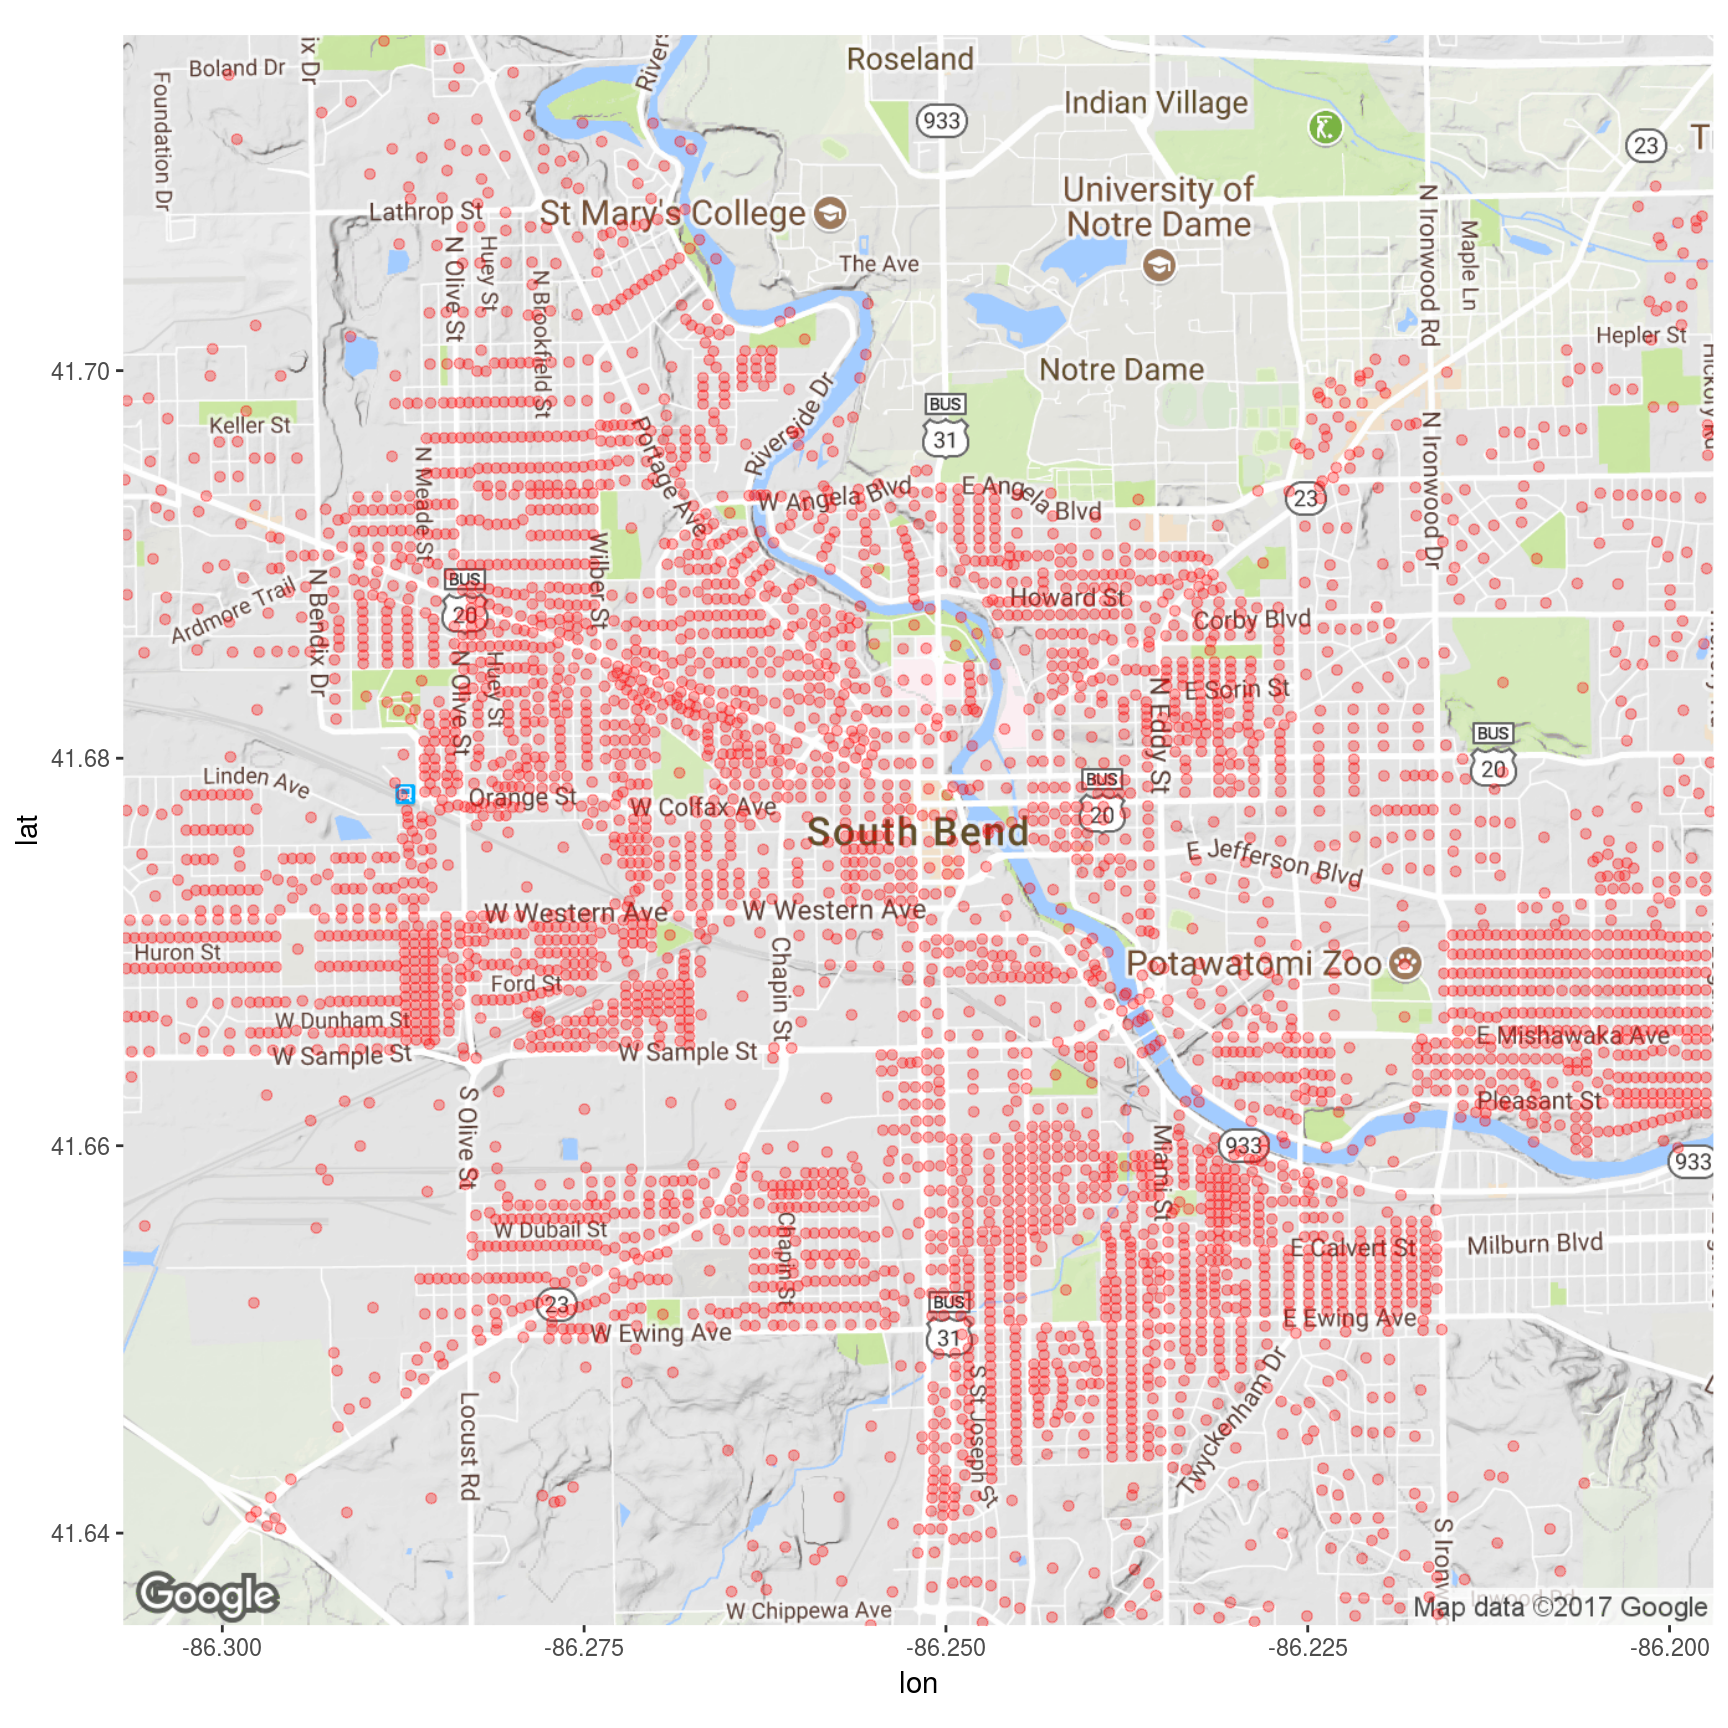 Roseland
Rivers
ix Dr
Boland Dr
Foundation Dr
Indian Village
933
23
University of
Notre Dame
Lathrop St
St Mary's College
N Ironwood Rd
Maple Ln
N Olive St
Huey St
N Brookfield St
The Ave
Hepler St
41.70
Notre Dame
Riverside Dr
BUS
31
Keller St
Portage Ave
N Ironwood Dr
N Meade St
W Angela Blvd
E Angela Blvd
23
Wilber St
BUS
20
Ardmore Trail
N Bendix Dr
Howard St
Corby Blvd
N Olive St
Huey St
N Eddy St
E Sorin St
BUS
20
41.68
Linden Ave
Orange St
W Colfax Ave
BUS
20
South Bend
E Jefferson Blvd
lat
W Western Ave
W Western Ave
Huron St
Chapin St
Potawatomi Zoo
Ford St
W Dunham St
W Sample St
W Sample St
E Mishawaka Ave
S Olive St
Pleasant St
41.66
Miami St
933
933
W Dubail St
Chapin St
E Calvert St
Milburn Blvd
23
BUS
31
W Ewing Ave
E Ewing Ave
S St Joseph St
Twyckenham Dr
Locust Rd
41.64
S Ironw
Google
W Chippewa Ave
Inwood Rd
Map data ©2017 Google
-86.300
-86.275
-86.250
-86.225
-86.200
lon